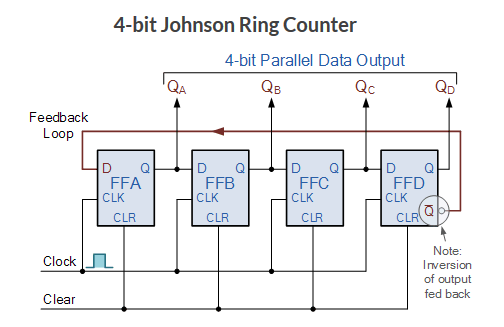 4-bit Johnson Ring Counter
4-bit Parallel Data Output
QA QB QC QD
Feedback
Loop
D Q D Q D Q D Q
FFA FFB FFC FFD
CLK CLK CLK CLK
CLR CLR CLR CLR Q̅
Note:
Inversion
of output
fed back
Clock
Clear